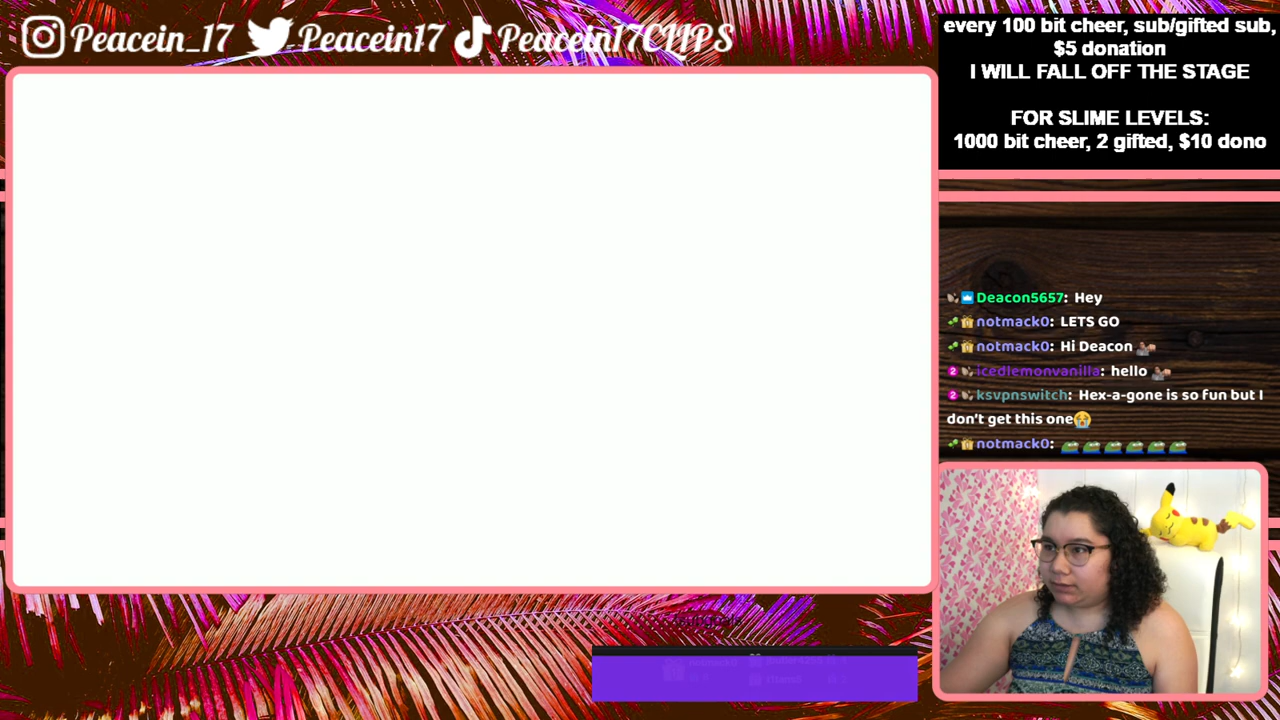 Peacein_17 Peacein17 Peacein17ClIPS
every 100 bit cheer, sub/gifted sub,
$5 donation
I WILL FALL OFF THE STAGE
FOR SLIME LEVELS:
1000 bit cheer, 2 gifted, $10 dono
Deacon5657: Hey
notmack0: LETS GO
notmack0: Hi Deacon
2 icedlemonvanilla: hello
2 ksvpnswitch: Hex-a-gone is so fun but I
don't get this one😭
notmack0: